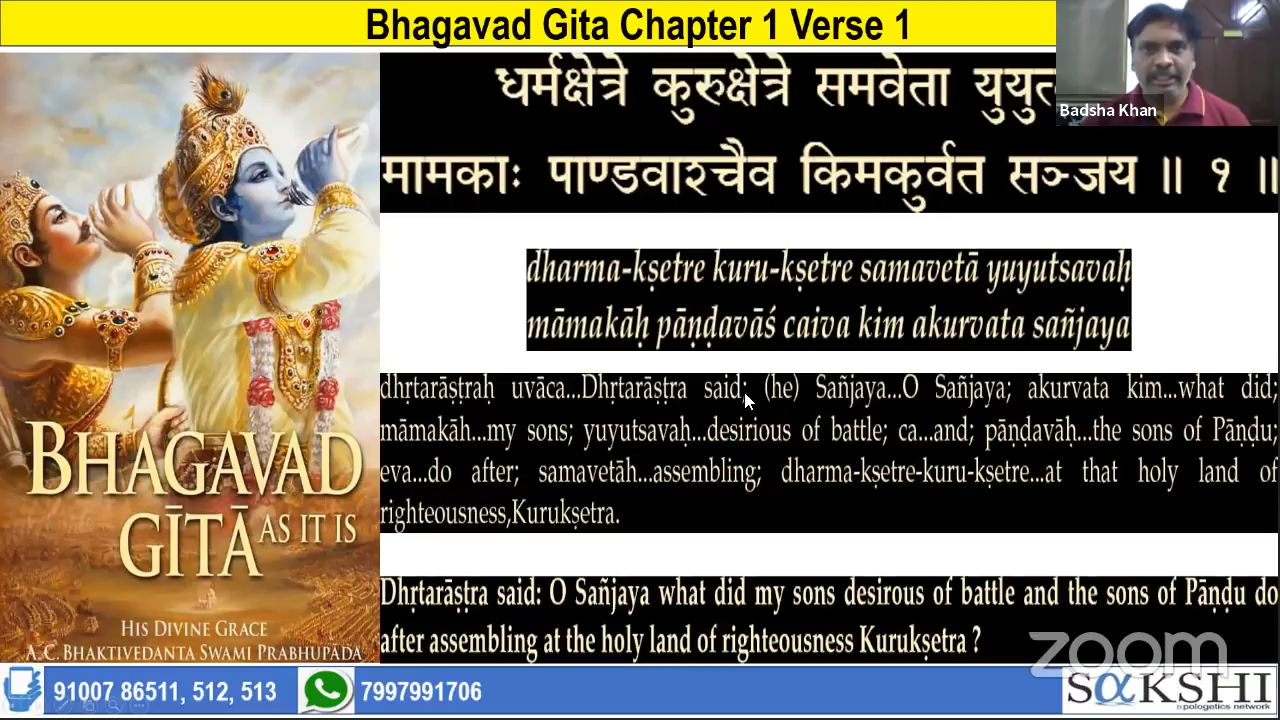 Bhagavad Gita Chapter 1 Verse 1
धर्मक्षेत्रे कुरुक्षेत्रे समवेता
Badsha Khan
मामकाः पाण्डवाश्चैव किमकुर्वत सञ्जय ॥ १ ॥
dharma-kṣetre kuru-kṣetre samavetā yuyutsavaḥ
māmakāḥ pāṇḍavāś caiva kim akurvata sañjaya
dhṛtarāṣṭraḥ uvāca...Dhṛtarāṣṭra said; (he) Sañjaya...O Sañjaya; akurvata kim...what did;
māmakāh...my sons; yuyutsavaḥ...desirious of battle; ca...and; pāṇḍavāḥ...the sons of Pāṇḍu;
eva...do after; samavetāh...assembling; dharma-kṣetre-kuru-kṣetre...at that holy land of
righteousness,Kurukṣetra.
Dhṛtarāṣṭra said: O Sañjaya what did my sons desirous of battle and the sons of Pāṇḍu do
after assembling at the holy land of righteousness Kurukṣetra ?
BHAGAVAD
GĪTĀ AS IT IS
HIS DIVINE GRACE
A.C. BHAKTIVEDANTA SWAMI PRABHUPĀDA
zoom
91007 86511, 512, 513
7997991706
SαKSHI
apologetics network